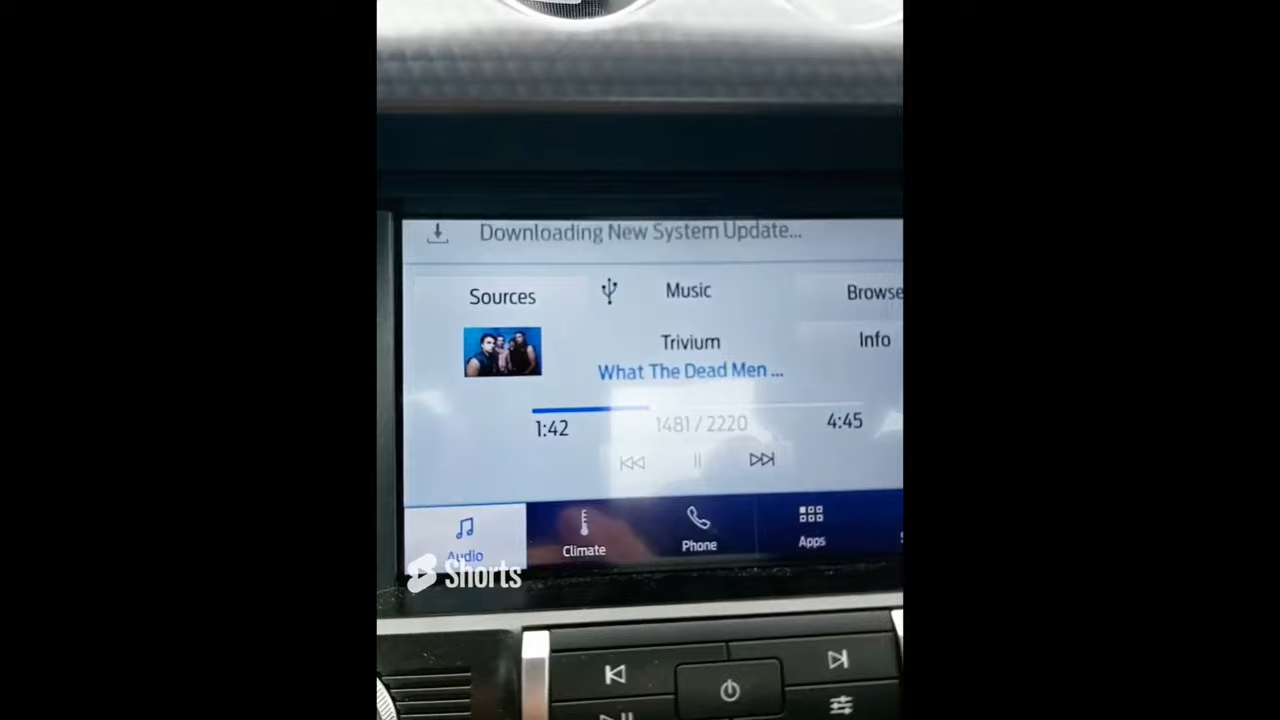 Downloading New System Update...
Sources
Music
Browse
Trivium
Info
What The Dead Men ...
1:42
1481 / 2220
4:45
Audio
Climate
Phone
Apps
Shorts